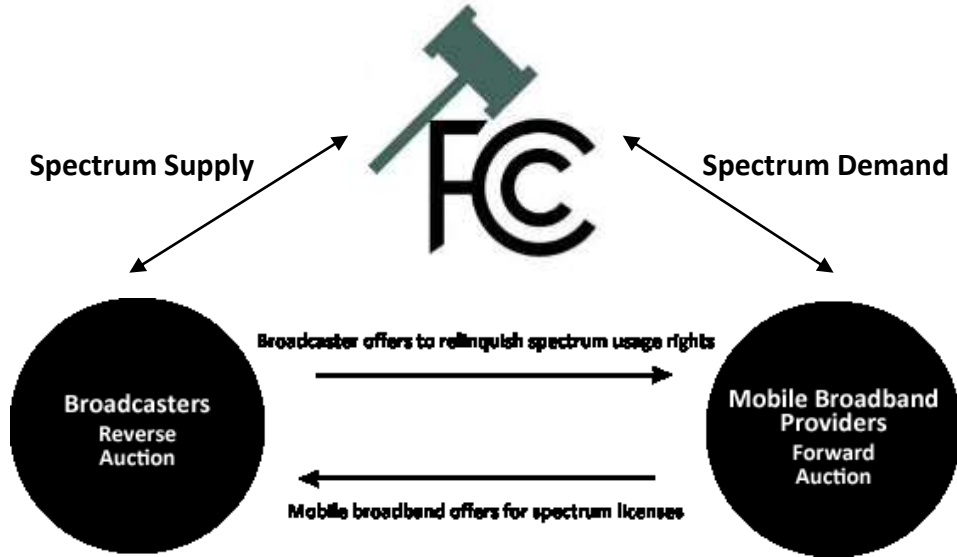 FCC
Spectrum Supply
Spectrum Demand
Broadcaster offers to relinquish spectrum usage rights
Broadcasters
Reverse
Auction
Mobile Broadband
Providers
Forward
Auction
Mobile broadband offers for spectrum licenses